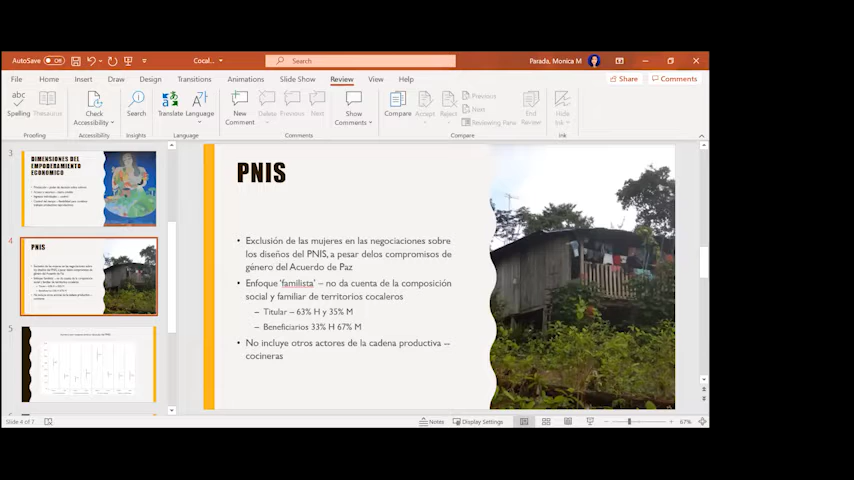 AutoSave Off Cocal... Search Parada, Monica M
File Home Insert Draw Design Transitions Animations Slide Show Review View Help Share Comments
abc
Spelling Thesaurus Check Accessibility Search Translate Language New Comment Delete Previous Next Show Comments Compare Accept Reject Previous Next Reviewing Pane End Review Hide Ink
Proofing Accessibility Insights Language Comments Compare Ink
3
DIMENSIONES DEL
EMPODERAMIENTO
ECONOMICO
4
PNIS
5
PNIS
• Exclusión de las mujeres en las negociaciones sobre
los diseños del PNIS, a pesar delos compromisos de
género del Acuerdo de Paz
• Enfoque 'familista' – no da cuenta de la composición
social y familiar de territorios cocaleros
– Titular – 63% H y 35% M
– Beneficiarios 33% H 67% M
• No incluye otros actores de la cadena productiva --
cocineras
Slide 4 of 7 Notes Display Settings 67%